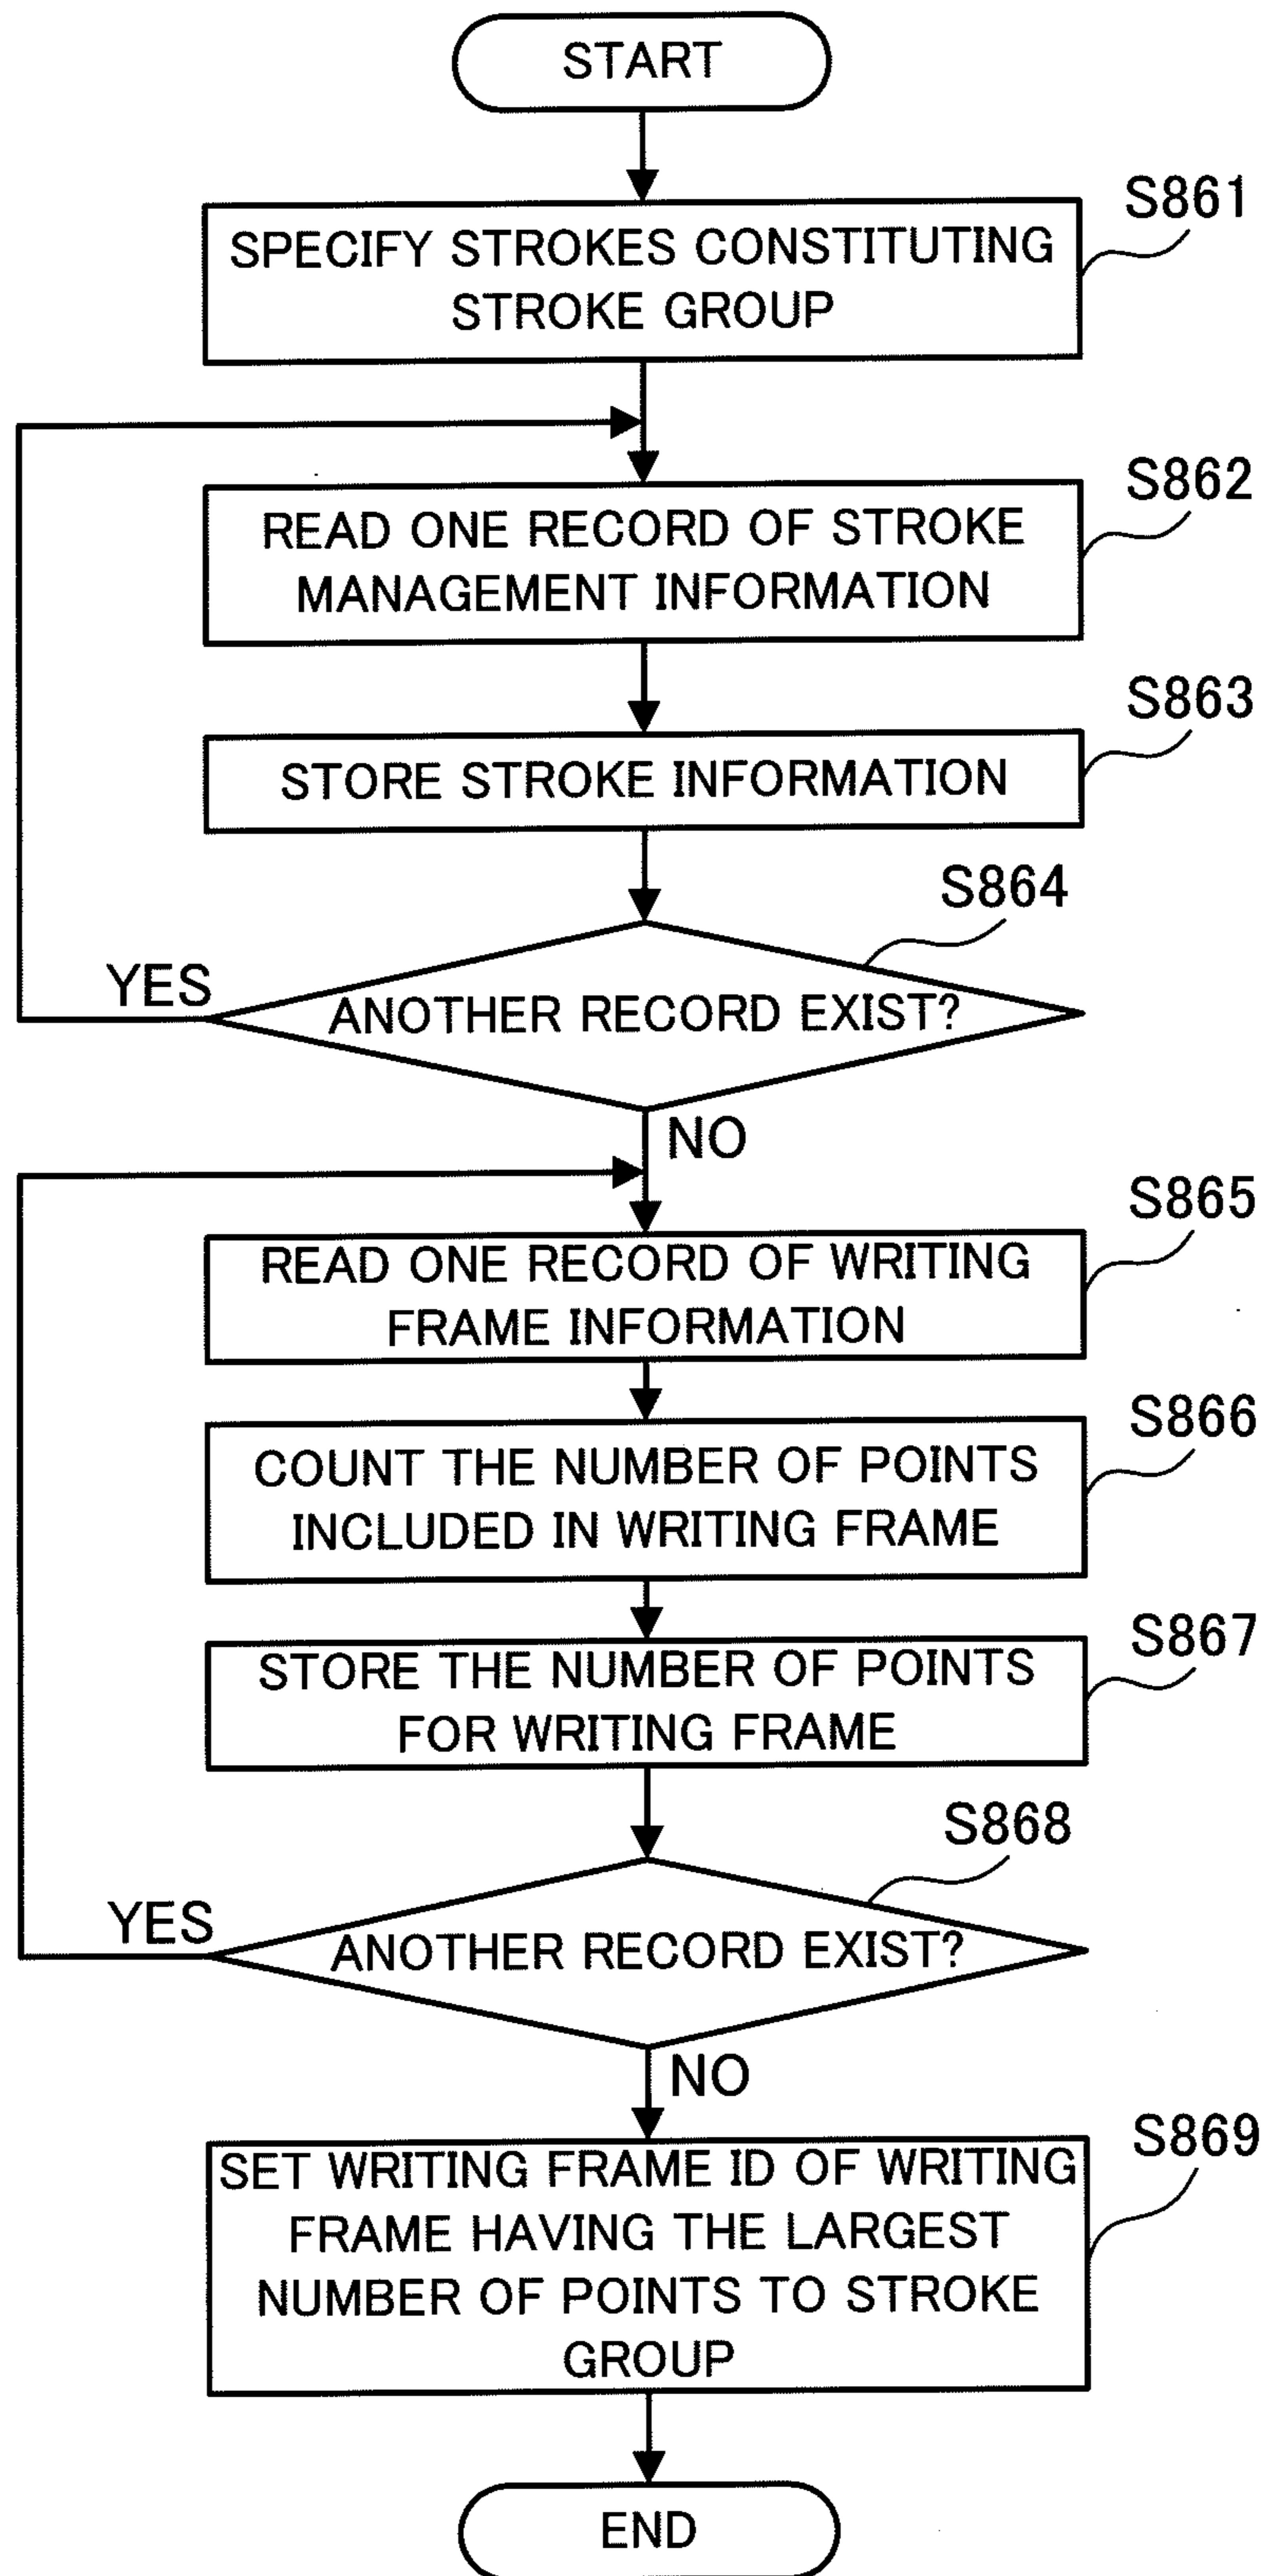 START
S861
SPECIFY STROKES CONSTITUTING
STROKE GROUP
S862
READ ONE RECORD OF STROKE
MANAGEMENT INFORMATION
S863
STORE STROKE INFORMATION
S864
YES
ANOTHER RECORD EXIST?
NO
S865
READ ONE RECORD OF WRITING
FRAME INFORMATION
S866
COUNT THE NUMBER OF POINTS
INCLUDED IN WRITING FRAME
S867
STORE THE NUMBER OF POINTS
FOR WRITING FRAME
S868
YES
ANOTHER RECORD EXIST?
NO
S869
SET WRITING FRAME ID OF WRITING
FRAME HAVING THE LARGEST
NUMBER OF POINTS TO STROKE
GROUP
END